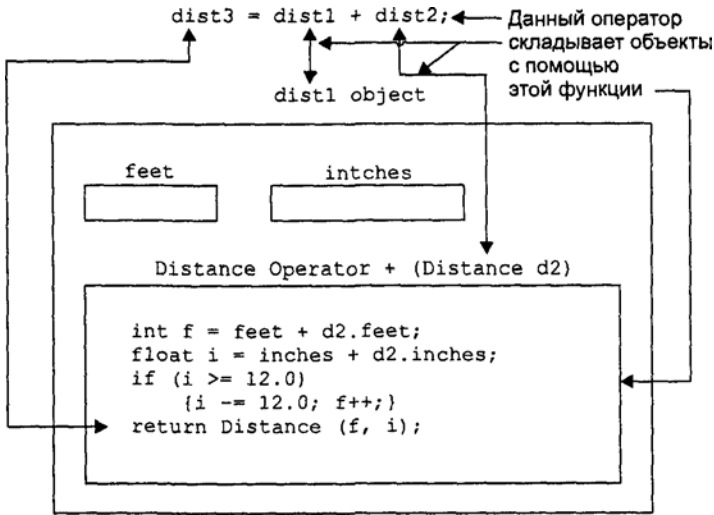 dist3 = dist1 + dist2;
Данный оператор
складывает объекты
с помощью
этой функции
dist1 object
feet
intches
Distance Operator + (Distance d2)
int f = feet + d2.feet;
float i = inches + d2.inches;
if (i >= 12.0)
{i -= 12.0; f++;}
return Distance (f, i);